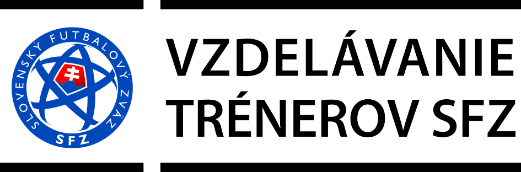 SLOVENSKÝ FUTBALOVÝ ZVÄZ
SFZ
VZDELÁVANIE
TRÉNEROV SFZ